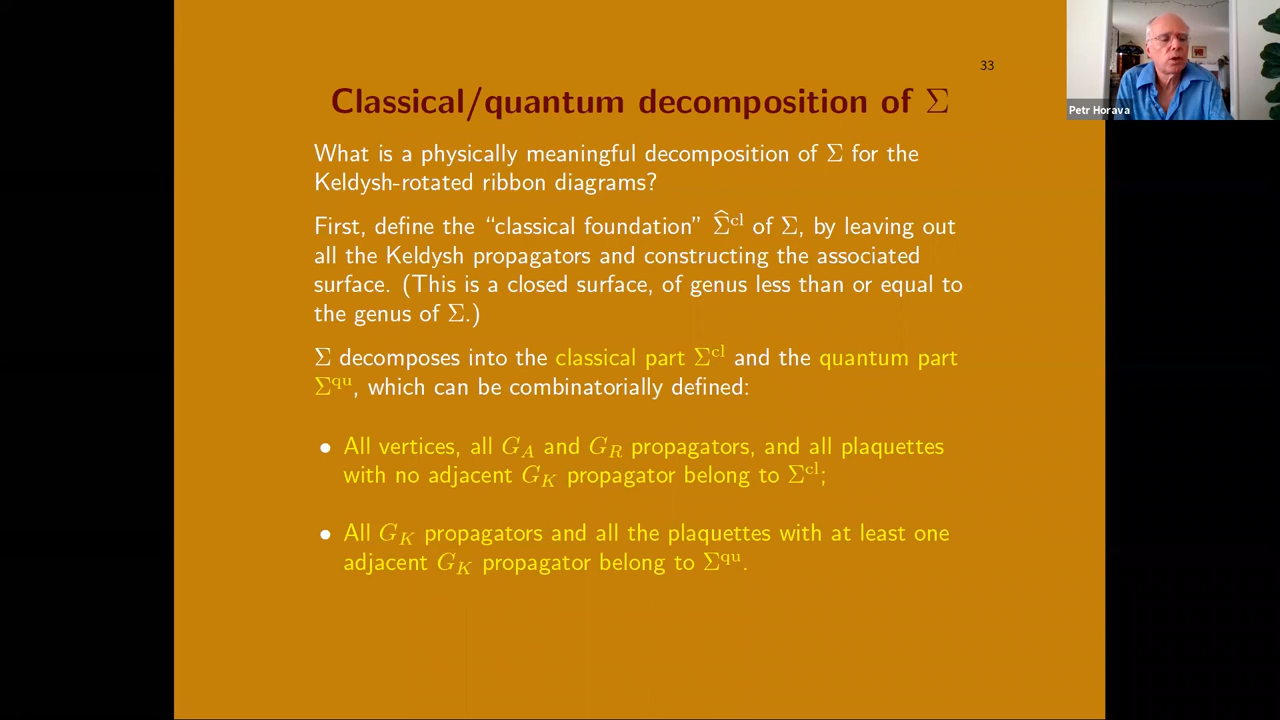 33
Classical/quantum decomposition of Σ
What is a physically meaningful decomposition of Σ for the
Keldysh-rotated ribbon diagrams?
First, define the “classical foundation” Σ̂ᶜˡ of Σ, by leaving out
all the Keldysh propagators and constructing the associated
surface. (This is a closed surface, of genus less than or equal to
the genus of Σ.)
Σ decomposes into the classical part Σᶜˡ and the quantum part
Σ^qu, which can be combinatorially defined:
• All vertices, all G_A and G_R propagators, and all plaquettes
with no adjacent G_K propagator belong to Σᶜˡ;
• All G_K propagators and all the plaquettes with at least one
adjacent G_K propagator belong to Σ^qu.
Petr Horava